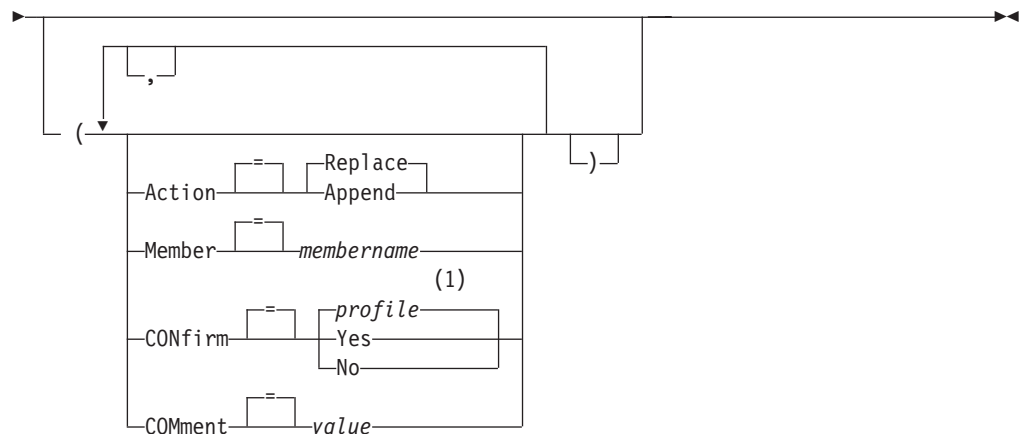 ,
(
)
=
Replace
Action
Append
=
Member
membername
(1)
=
profile
CONfirm
Yes
No
=
COMment
value